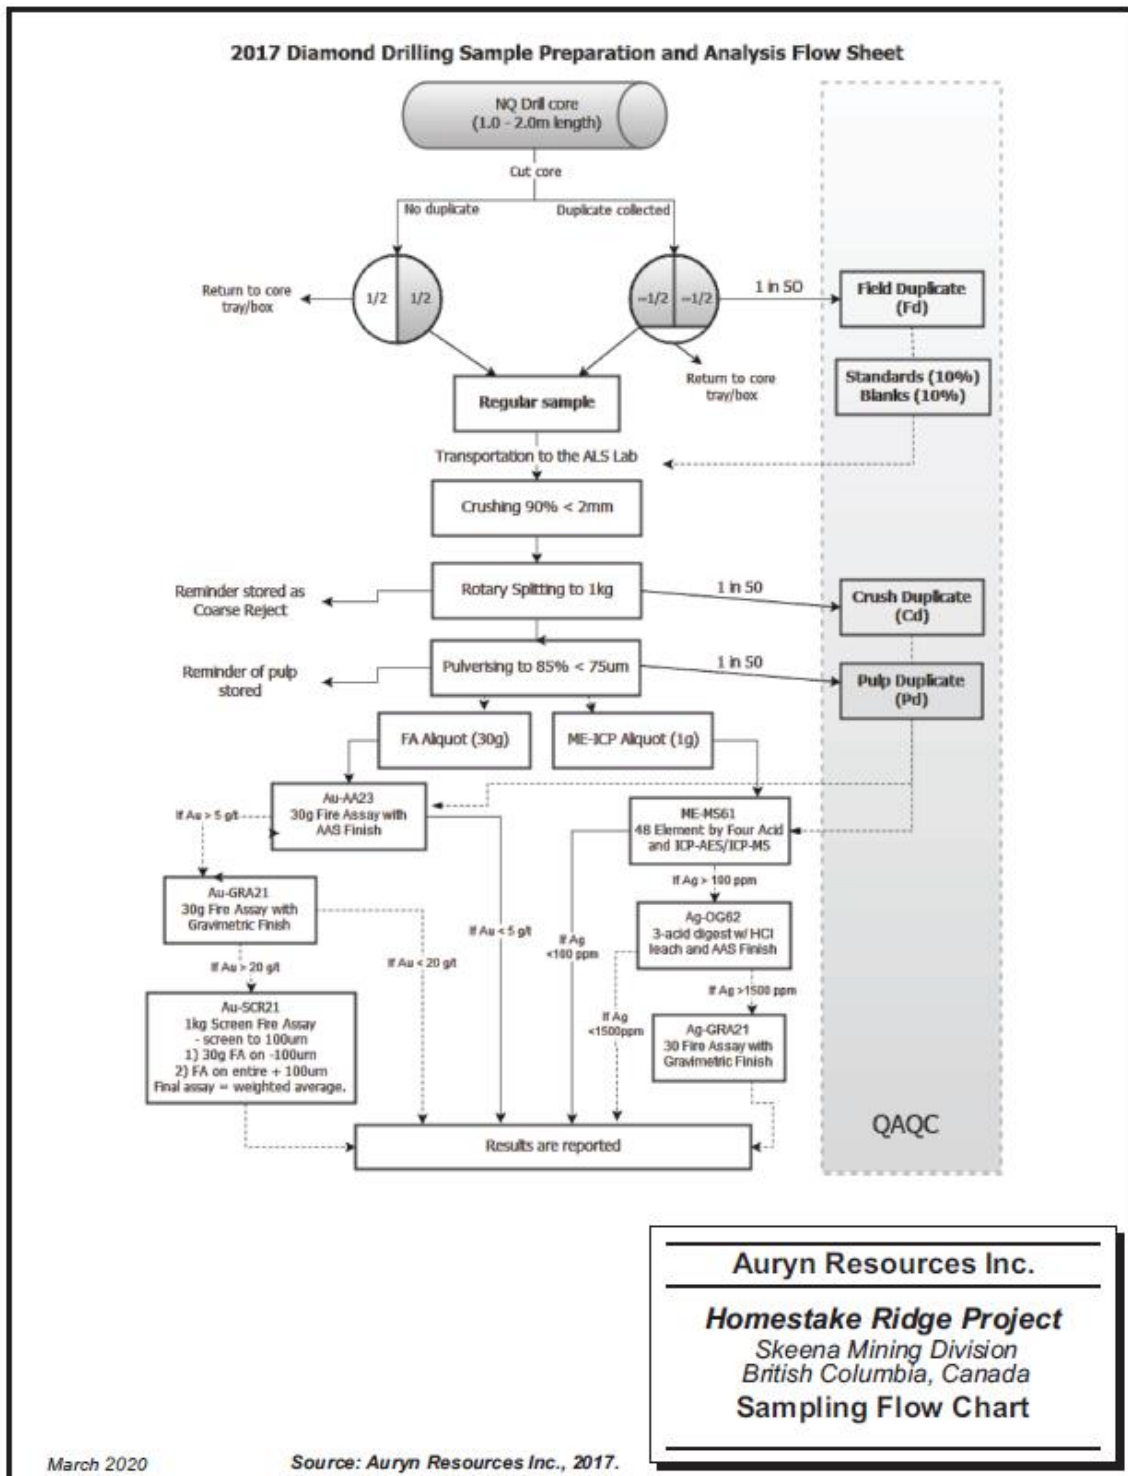 2017 Diamond Drilling Sample Preparation and Analysis Flow Sheet
NQ Drill core
(1.0 - 2.0m length)
Cut core
No duplicate
Duplicate collected
Return to core
tray/box
1/2
1/2
~1/2
~1/2
1 in 50
Field Duplicate
(Fd)
Return to core
tray/box
Standards (10%)
Blanks (10%)
Regular sample
Transportation to the ALS Lab
Crushing 90% < 2mm
Reminder stored as
Coarse Reject
Rotary Splitting to 1kg
1 in 50
Crush Duplicate
(Cd)
Reminder of pulp
stored
Pulverising to 85% < 75um
1 in 50
Pulp Duplicate
(Pd)
FA Aliquot (30g)
ME-ICP Aliquot (1g)
If Au > 5 g/t
Au-AA23
30g Fire Assay with
AAS Finish
ME-MS61
48 Element by Four Acid
and ICP-AES/ICP-MS
If Ag > 100 ppm
Au-GRA21
30g Fire Assay with
Gravimetric Finish
Ag-OG62
3-acid digest w/ HCl
leach and AAS Finish
If Au < 5 g/t
If Ag
<100 ppm
If Au > 20 g/t
If Au < 20 g/t
If Ag >1500 ppm
Au-SCR21
1kg Screen Fire Assay
- screen to 100um
1) 30g FA on -100um
2) FA on entire + 100um
Final assay = weighted average.
If Ag
<1500ppm
Ag-GRA21
30 Fire Assay with
Gravimetric Finish
QAQC
Results are reported
Auryn Resources Inc.
Homestake Ridge Project
Skeena Mining Division
British Columbia, Canada
Sampling Flow Chart
March 2020
Source: Auryn Resources Inc., 2017.